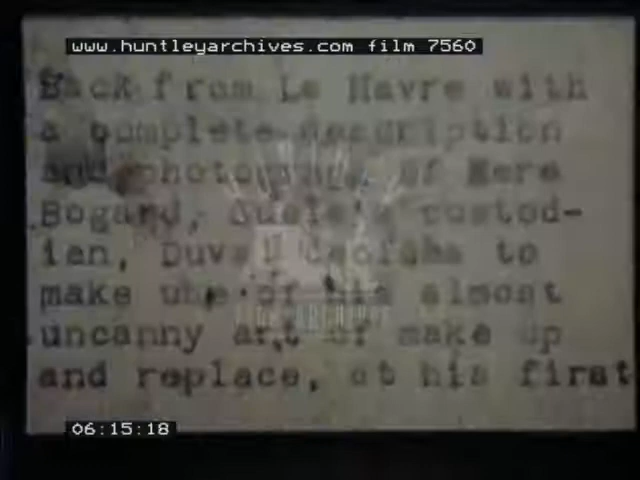 www.huntleyarchives.com film 7560
Back from Le Havre with
a complete description
and photograph of Mere
Bogard, custod-
ian, Duval decides to
make use of his almost
uncanny art of make up
and replace, at his first
06:15:18